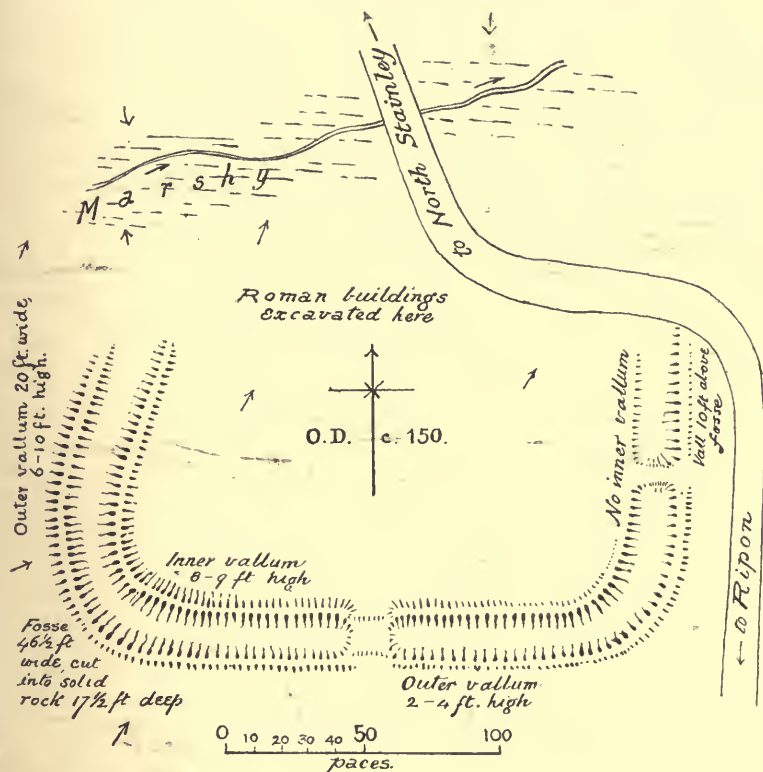 to North Stainley
Marshy
Roman buildings
excavated here
Outer vallum 20 ft. wide,
6-10 ft. high.
O.D. c. 150.
No inner vallum
Vall 10 ft above
fosse
Inner vallum
8-9 ft high
Fosse
46½ ft
wide, cut
into solid
rock 17½ ft deep
Outer vallum
2-4 ft. high
← to Ripon
0 10 20 30 40 50 100
paces.